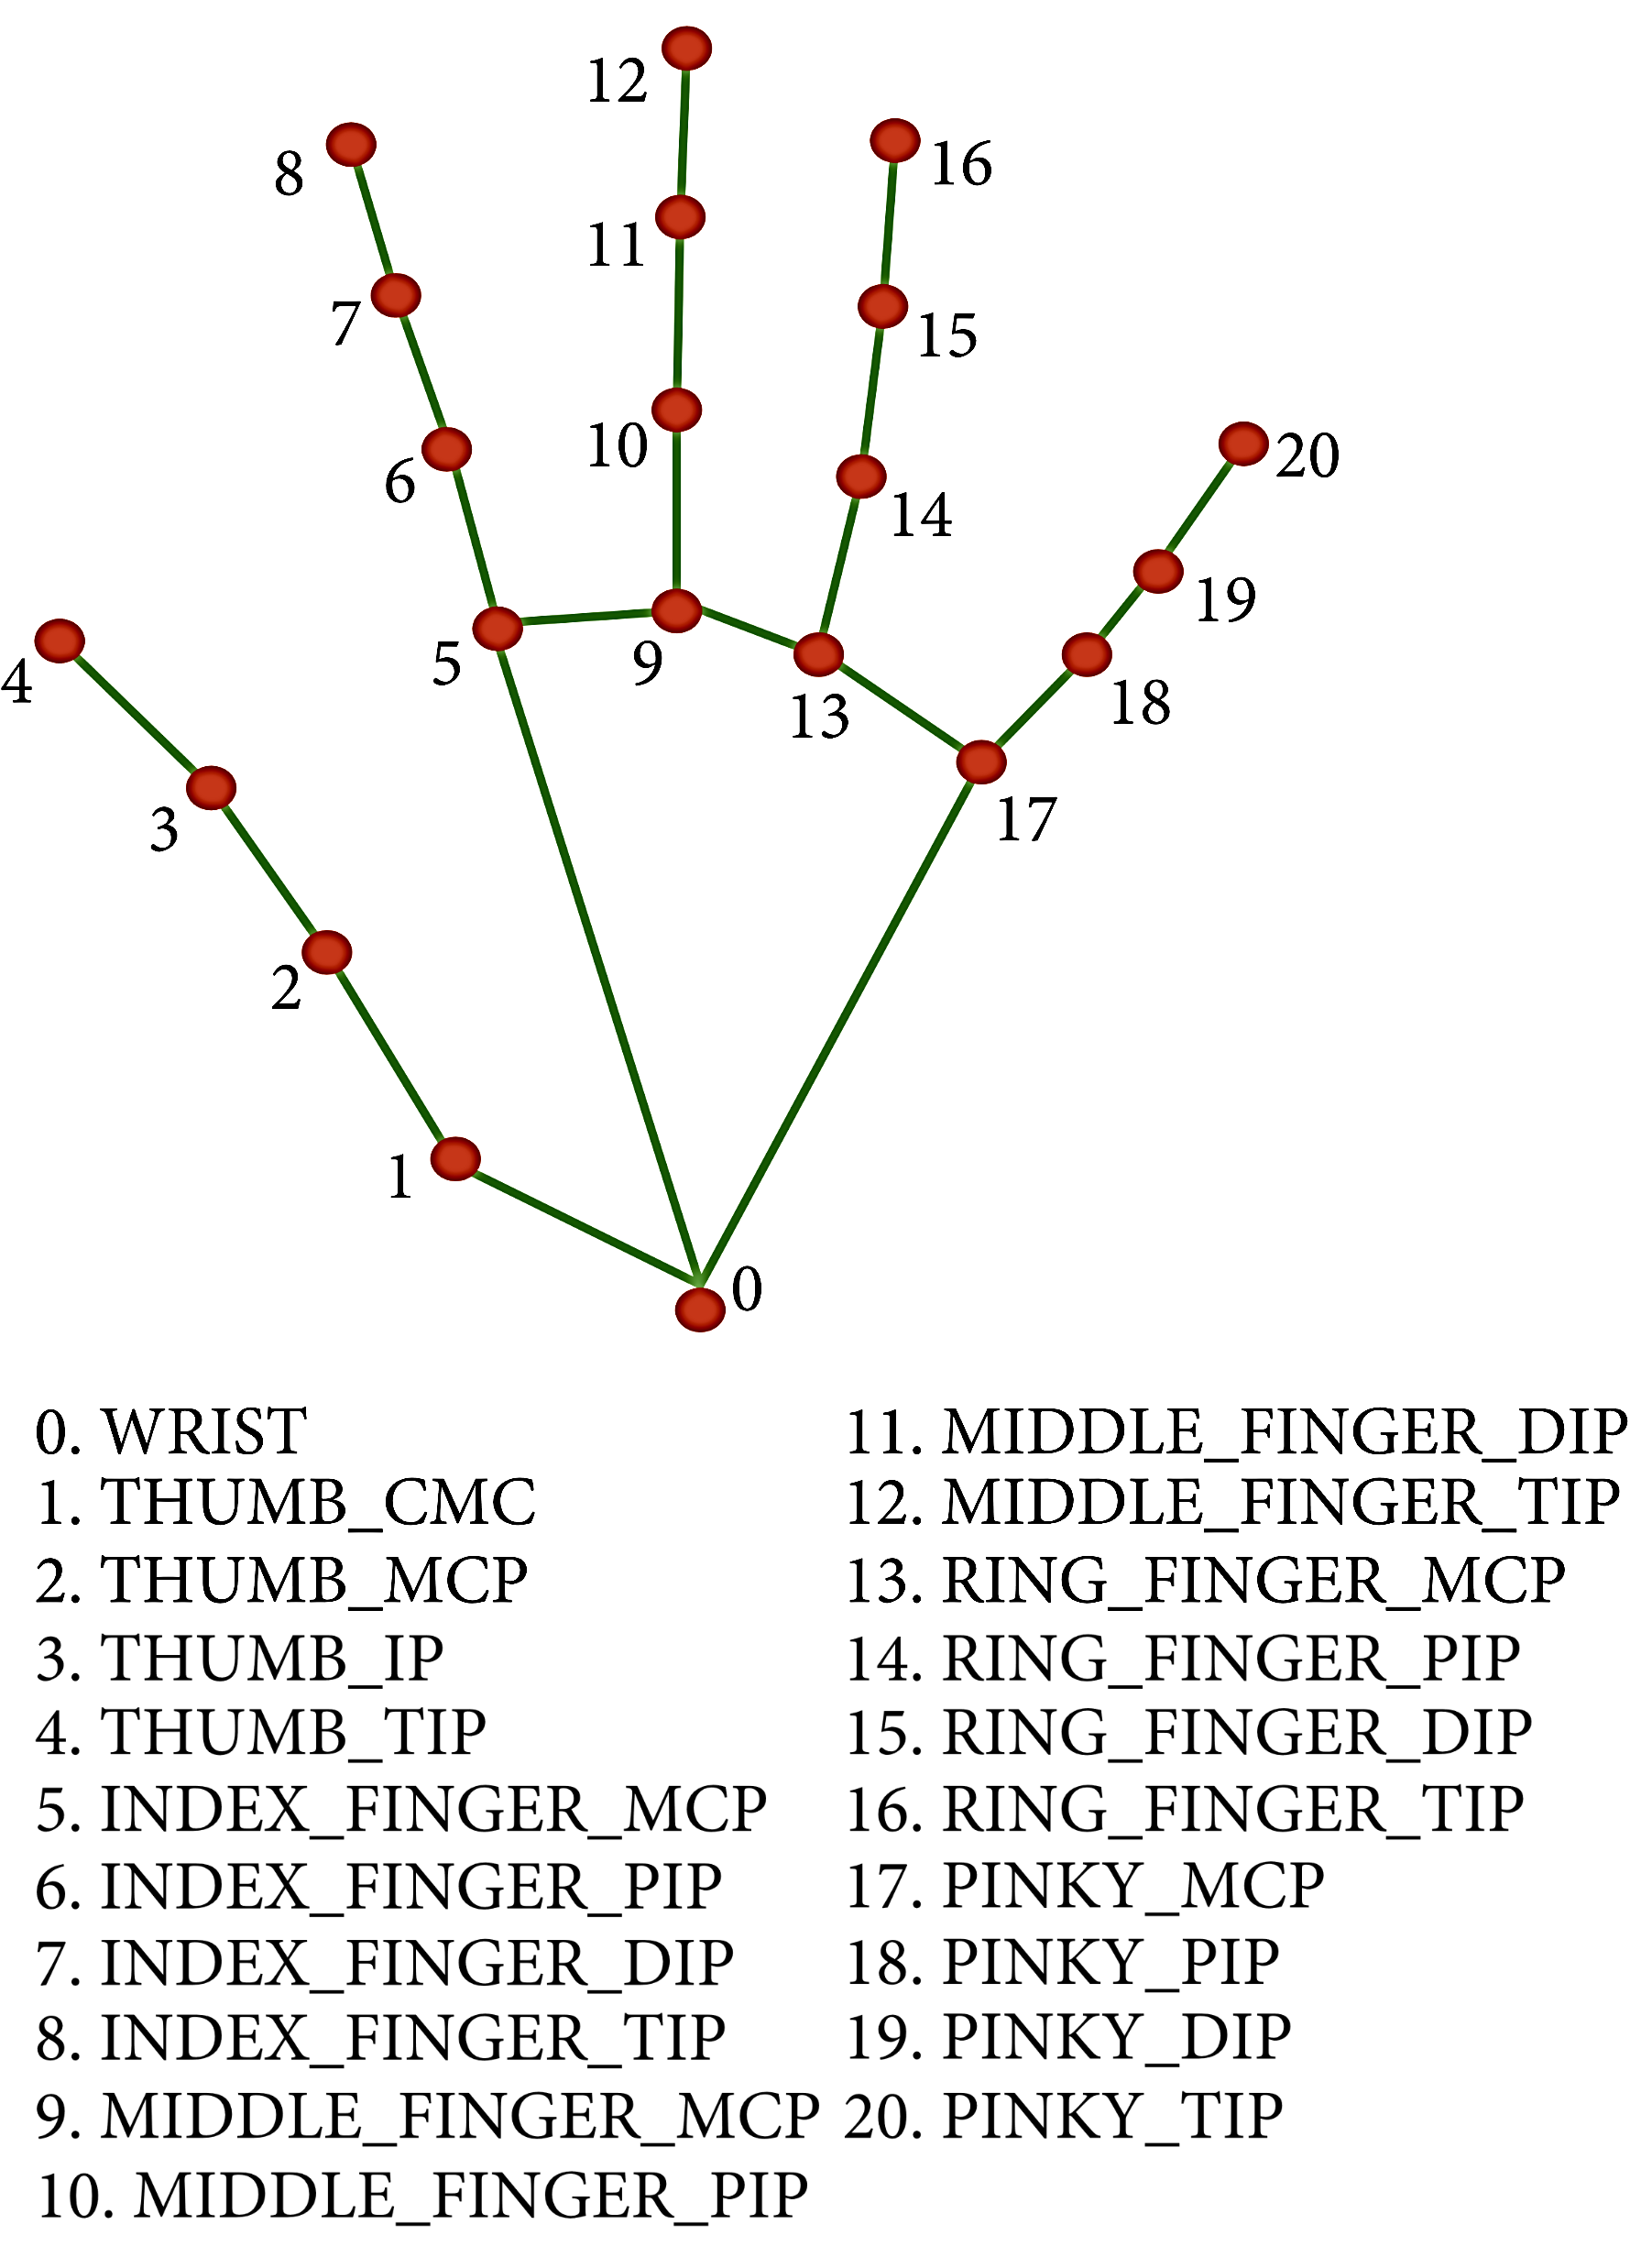 12
8
16
11
7
15
10
20
6
14
19
5
9
4
18
13
3
17
2
1
0
0. WRIST
1. THUMB_CMC
2. THUMB_MCP
3. THUMB_IP
4. THUMB_TIP
5. INDEX_FINGER_MCP
6. INDEX_FINGER_PIP
7. INDEX_FINGER_DIP
8. INDEX_FINGER_TIP
9. MIDDLE_FINGER_MCP
10. MIDDLE_FINGER_PIP
11. MIDDLE_FINGER_DIP
12. MIDDLE_FINGER_TIP
13. RING_FINGER_MCP
14. RING_FINGER_PIP
15. RING_FINGER_DIP
16. RING_FINGER_TIP
17. PINKY_MCP
18. PINKY_PIP
19. PINKY_DIP
20. PINKY_TIP